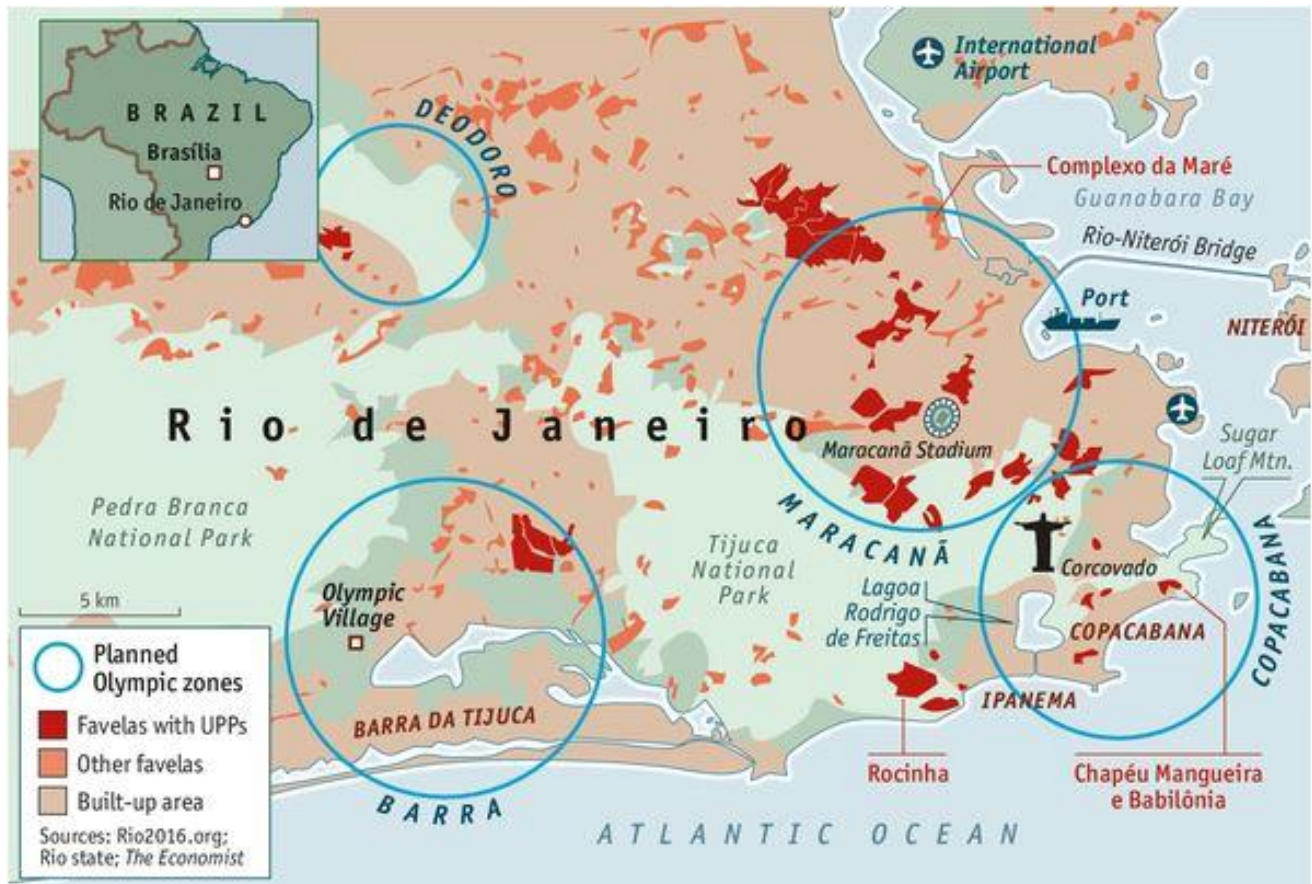 BRAZIL
Brasília
Rio de Janeiro
DEODORO
International
Airport
Complexo da Maré
Guanabara Bay
Rio-Niterói Bridge
Port
NITERÓI
Rio de Janeiro
Maracanã Stadium
Sugar
Loaf Mtn.
Pedra Branca
National Park
MARACANÃ
Tijuca
National
Park
Corcovado
COPACABANA
5 km
Olympic
Village
Lagoa
Rodrigo
de Freitas
COPACABANA
IPANEMA
BARRA DA TIJUCA
Rocinha
Chapéu Mangueira
e Babilônia
BARRA
ATLANTIC OCEAN
Planned
Olympic zones
Favelas with UPPs
Other favelas
Built-up area
Sources: Rio2016.org;
Rio state; The Economist